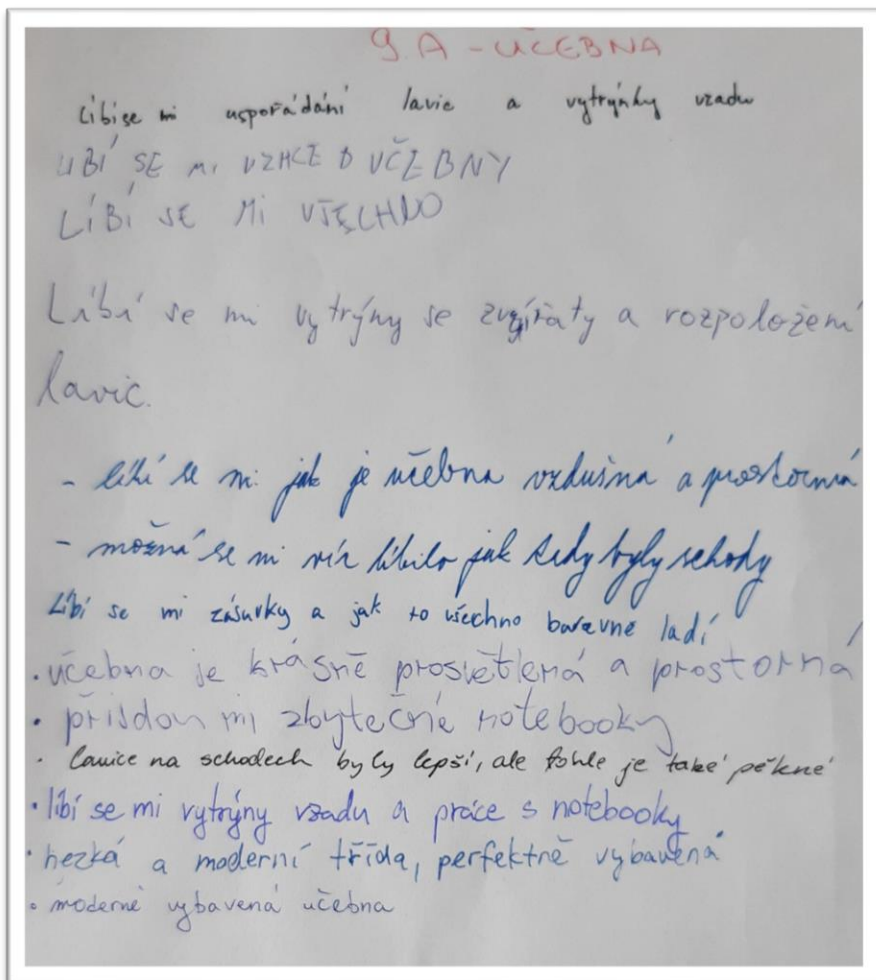 9.A - UČEBNA
Líbí se mi uspořádání lavic a vytrýnky vzadu
LIBÍ SE MI VZHLED UČEBNY
LÍBÍ SE Mi VŠECHNO
Líbí se mi vytrýny se zvířaty a rozpoložení
lavic.
- líbí se mi jak je učebna vzdušná a prostorná
- možná se mi víc líbilo jak tedy byly schody
Líbí se mi zásuvky a jak to všechno barevně ladí
• učebna je krásně prosvětlená a prostorná
• přijdou mi zbytečné notebooky
• lavice na schodech byly lepší, ale tohle je také pěkné
• líbí se mi vytrýny vzadu a práce s notebooky
• hezká a moderní třída, perfektně vybavená
• moderně vybavená učebna